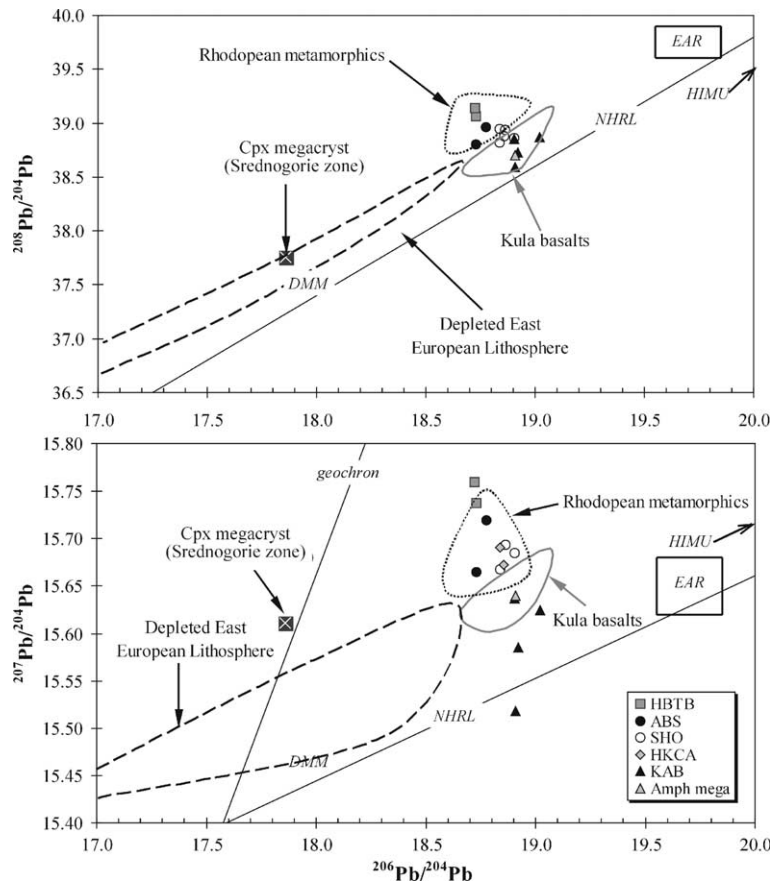 40.0
39.5
39.0
38.5
38.0
37.5
37.0
36.5
208Pb/204Pb
Rhodopean metamorphics
EAR
HIMU
NHRL
Cpx megacryst
(Srednogorie zone)
Kula basalts
DMM
Depleted East
European Lithosphere
17.0 17.5 18.0 18.5 19.0 19.5 20.0
15.80
15.75
15.70
15.65
15.60
15.55
15.50
15.45
15.40
207Pb/204Pb
geochron
Rhodopean metamorphics
Cpx megacryst
(Srednogorie zone)
HIMU
EAR
Depleted East
European Lithosphere
Kula basalts
NHRL
DMM
HBTB
ABS
SHO
HKCA
KAB
Amph mega
17.0 17.5 18.0 18.5 19.0 19.5 20.0
206Pb/204Pb